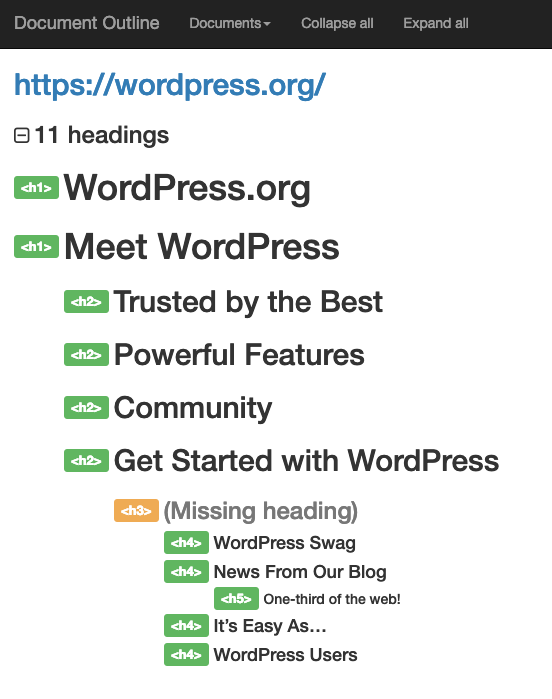 Document Outline Documents Collapse all Expand all
https://wordpress.org/
11 headings
<h1> WordPress.org
<h1> Meet WordPress
<h2> Trusted by the Best
<h2> Powerful Features
<h2> Community
<h2> Get Started with WordPress
<h3> (Missing heading)
<h4> WordPress Swag
<h4> News From Our Blog
<h5> One-third of the web!
<h4> It’s Easy As…
<h4> WordPress Users